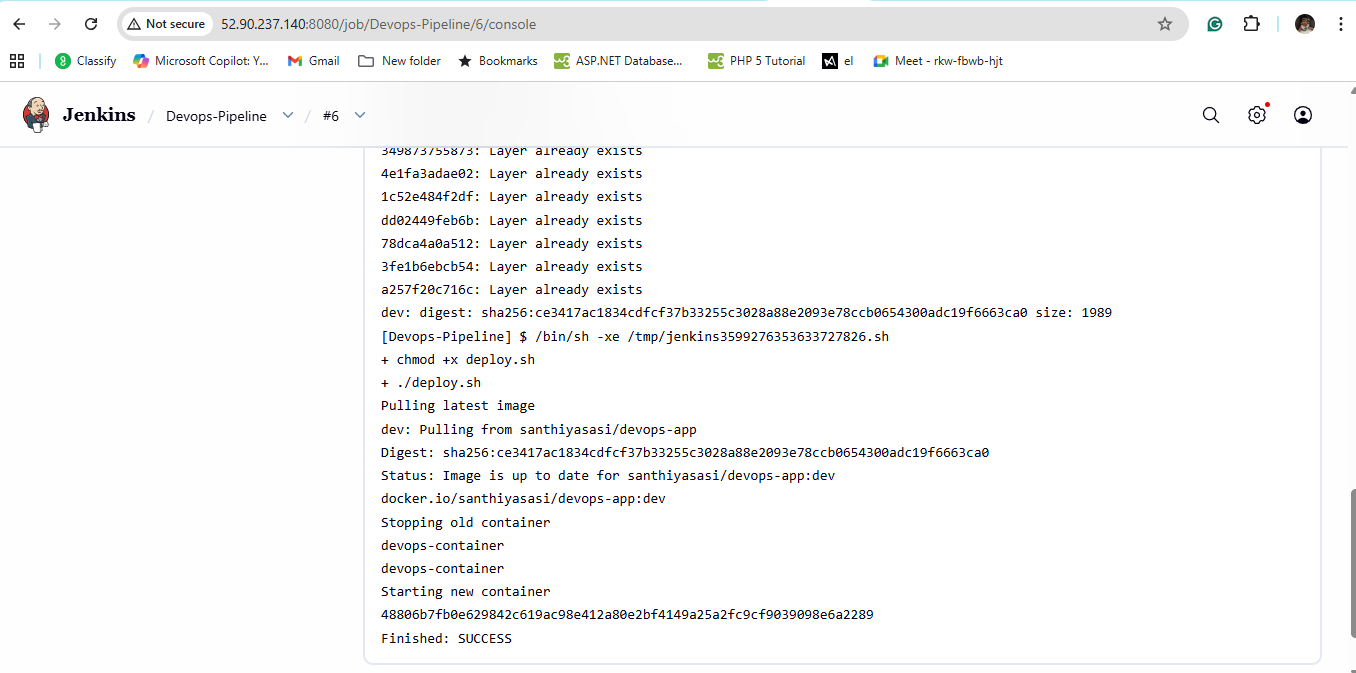 Not secure 52.90.237.140:8080/job/Devops-Pipeline/6/console
Classify Microsoft Copilot: Y... Gmail New folder Bookmarks ASP.NET Database... PHP 5 Tutorial el Meet - rkw-fbwb-hjt
Jenkins / Devops-Pipeline / #6
349873755873: Layer already exists
4e1fa3adae02: Layer already exists
1c52e484f2df: Layer already exists
dd02449feb6b: Layer already exists
78dca4a0a512: Layer already exists
3fe1b6ebcb54: Layer already exists
a257f20c716c: Layer already exists
dev: digest: sha256:ce3417ac1834cdfcf37b33255c3028a88e2093e78ccb0654300adc19f6663ca0 size: 1989
[Devops-Pipeline] $ /bin/sh -xe /tmp/jenkins3599276353633727826.sh
+ chmod +x deploy.sh
+ ./deploy.sh
Pulling latest image
dev: Pulling from santhiyasasi/devops-app
Digest: sha256:ce3417ac1834cdfcf37b33255c3028a88e2093e78ccb0654300adc19f6663ca0
Status: Image is up to date for santhiyasasi/devops-app:dev
docker.io/santhiyasasi/devops-app:dev
Stopping old container
devops-container
devops-container
Starting new container
48806b7fb0e629842c619ac98e412a80e2bf4149a25a2fc9cf9039098e6a2289
Finished: SUCCESS